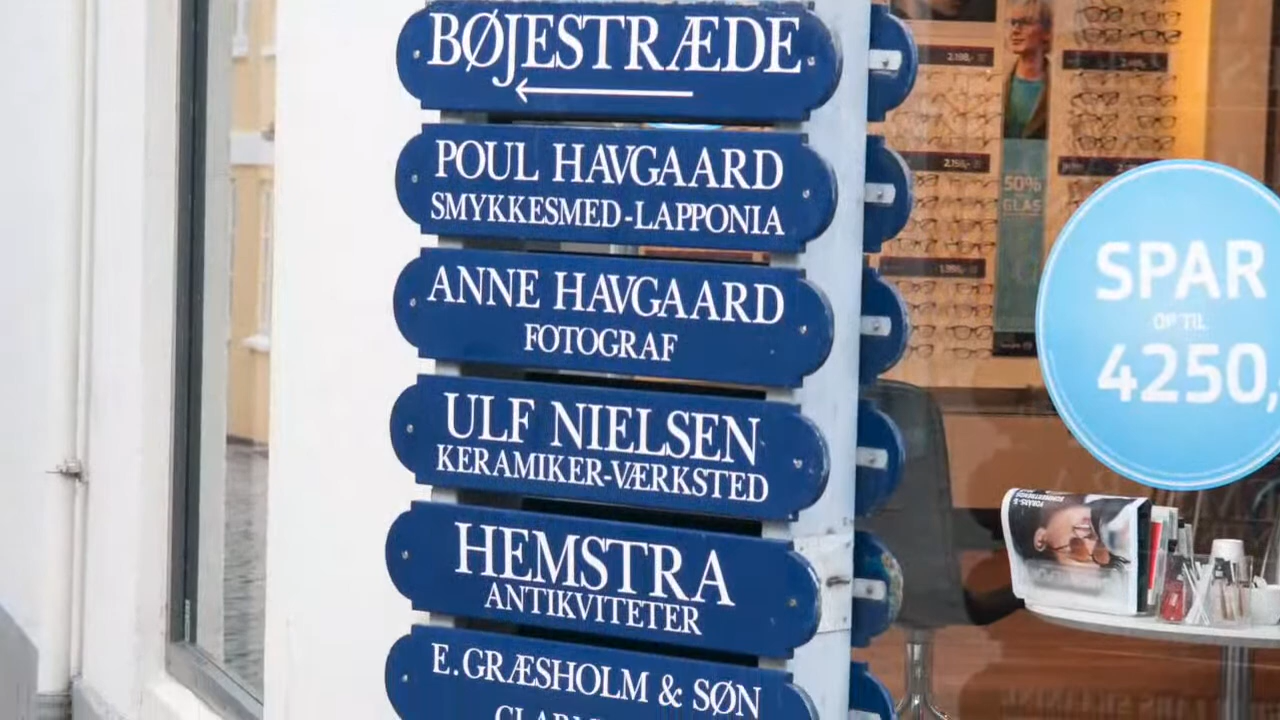 BØJESTRÆDE
POUL HAVGAARD
SMYKKESMED-LAPPONIA
ANNE HAVGAARD
FOTOGRAF
ULF NIELSEN
KERAMIKER-VÆRKSTED
HEMSTRA
ANTIKVITETER
E. GRÆSHOLM & SØN
50%
GLAS
SPAR
OP TIL
4250,